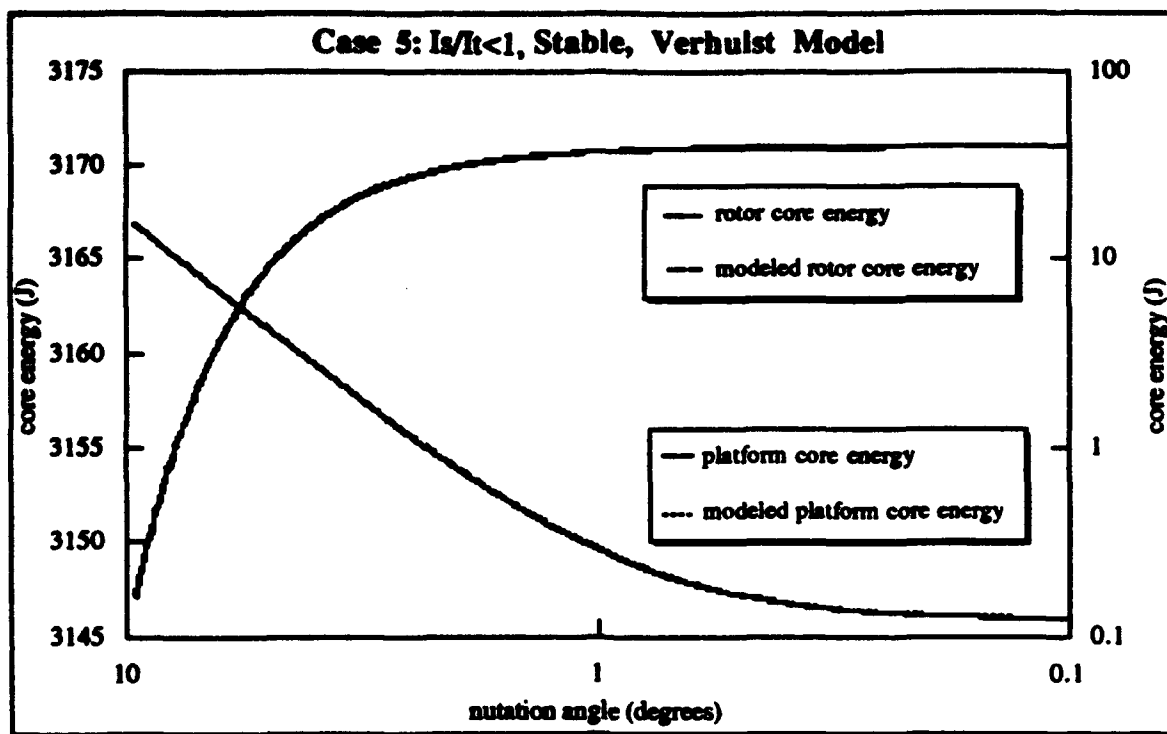 Case 5: Is/It<1, Stable, Verhulst Model
3175
3170
3165
3160
3155
3150
3145
core energy (J)
100
10
1
0.1
core energy (J)
rotor core energy
modeled rotor core energy
platform core energy
modeled platform core energy
10
1
0.1
nutation angle (degrees)